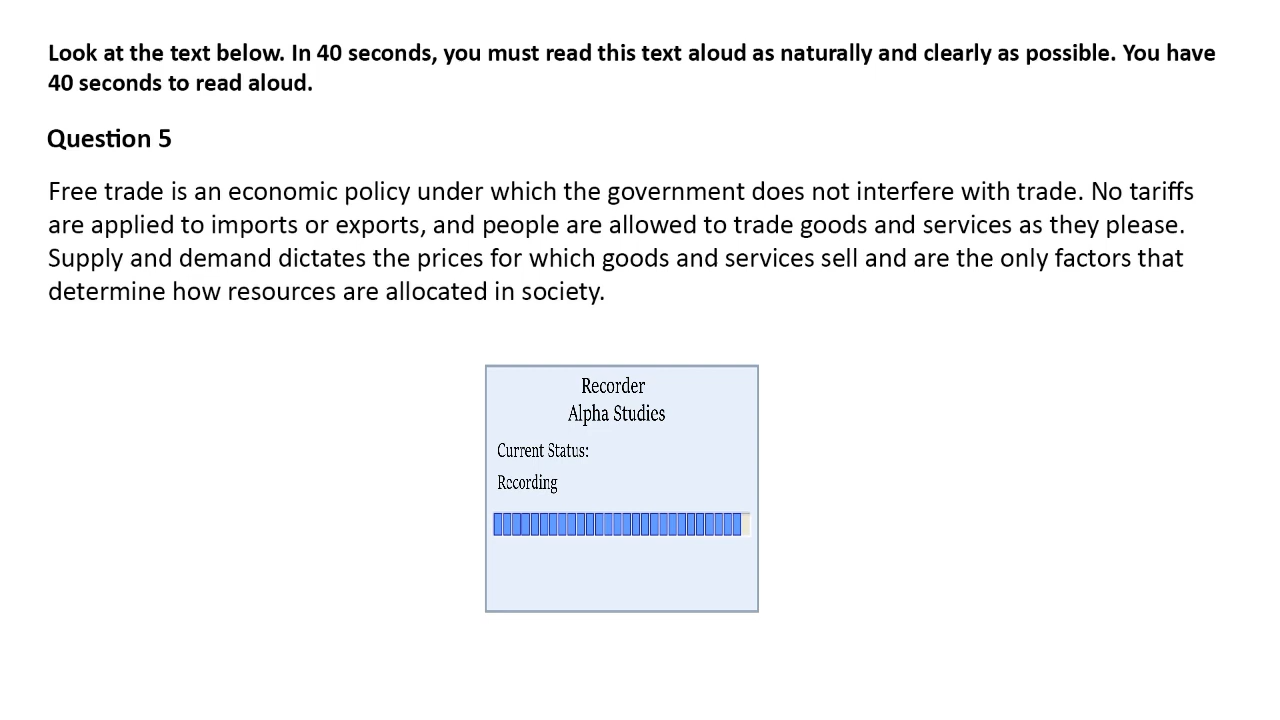 Look at the text below. In 40 seconds, you must read this text aloud as naturally and clearly as possible. You have
40 seconds to read aloud.
Question 5
Free trade is an economic policy under which the government does not interfere with trade. No tariffs
are applied to imports or exports, and people are allowed to trade goods and services as they please.
Supply and demand dictates the prices for which goods and services sell and are the only factors that
determine how resources are allocated in society.
Recorder
Alpha Studies
Current Status:
Recording